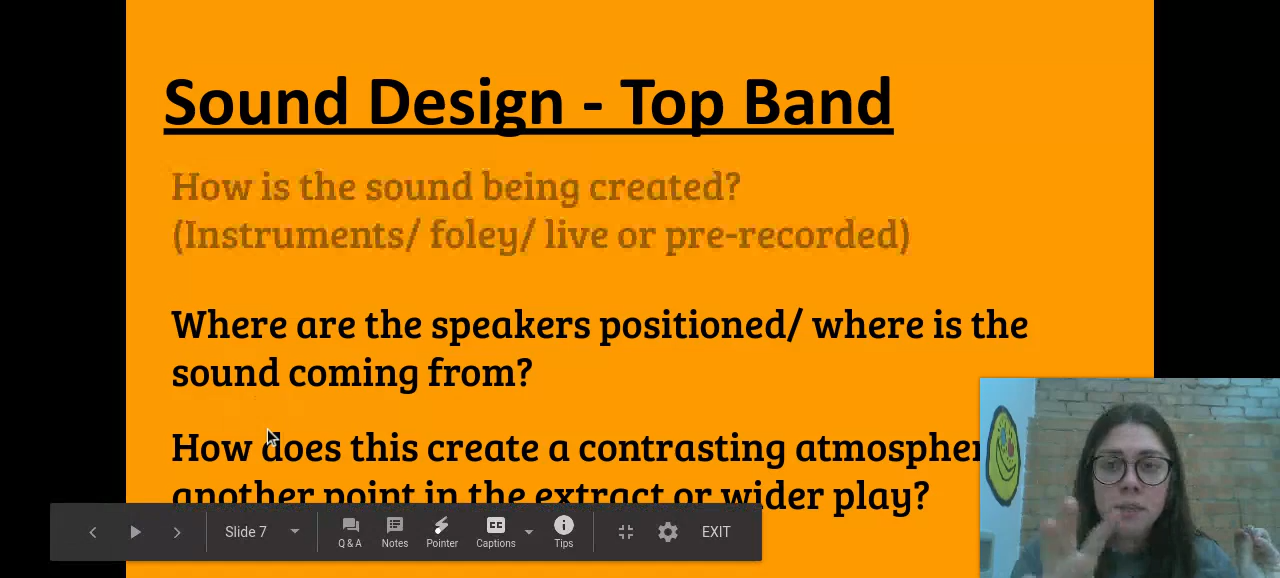 Sound Design - Top Band
How is the sound being created?
(Instruments/ foley/ live or pre-recorded)
Where are the speakers positioned/ where is the
sound coming from?
How does this create a contrasting
another point in the extract or wider play?
Slide 7
Q & A
Notes
Pointer
CC
Captions
Tips
EXIT